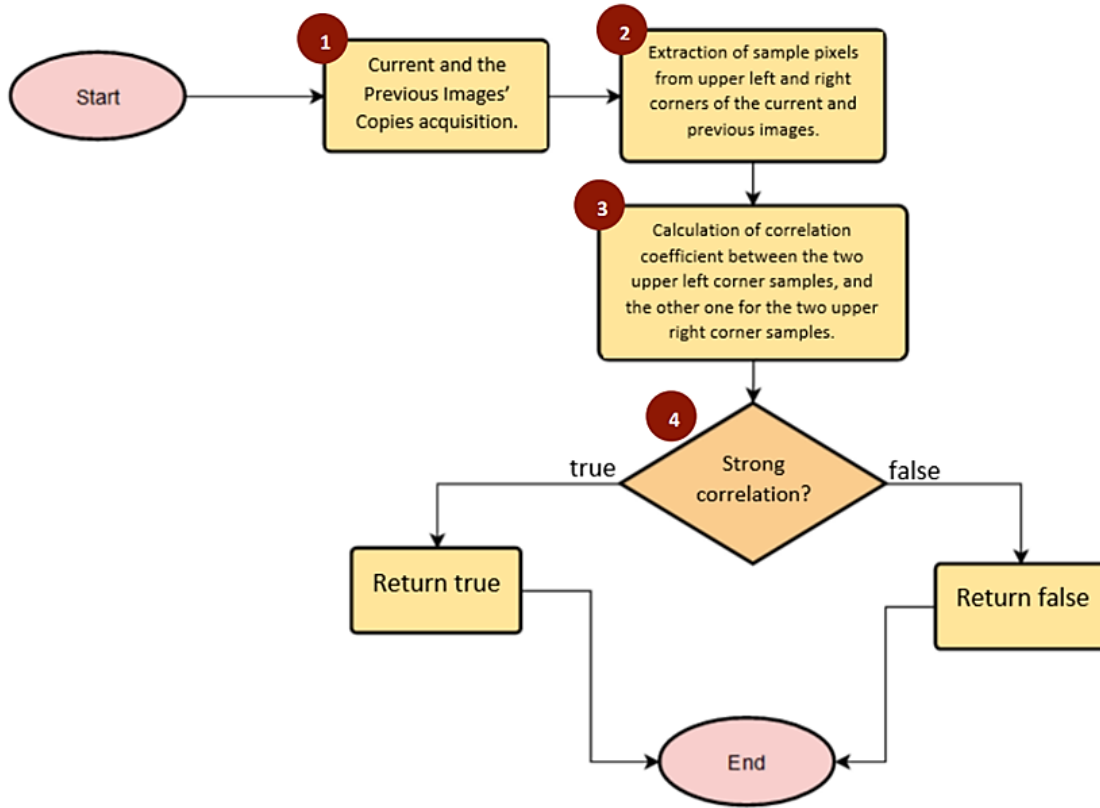 Start
1
Current and the
Previous Images’
Copies acquisition.
2
Extraction of sample pixels
from upper left and right
corners of the current and
previous images.
3
Calculation of correlation
coefficient between the two
upper left corner samples, and
the other one for the two upper
right corner samples.
4
Strong
correlation?
true
false
Return true
Return false
End